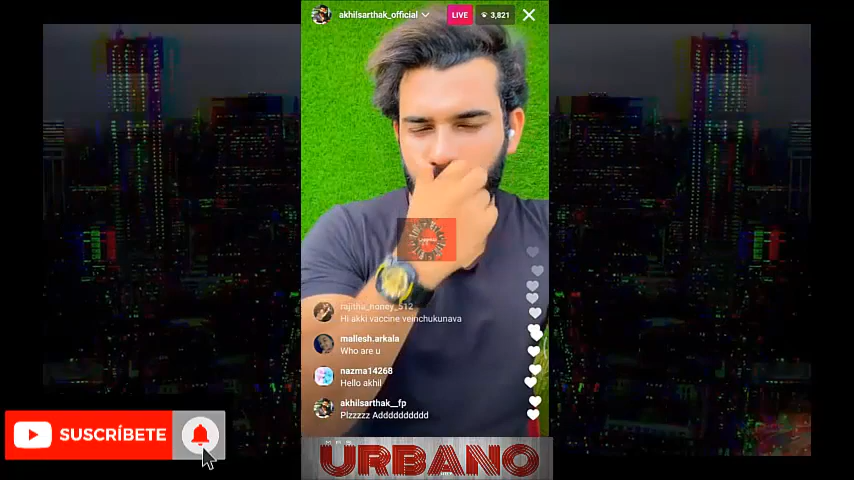 akhilsarthak_official
LIVE
3,821
rajitha_honey_512
Hi akki vaccine veinchukunava
mallesh.arkala
Who are u
nazma14268
Hello akhil
akhilsarthak__fp
Plzzzzz Adddddddddd
SUSCRÍBETE
URBANO